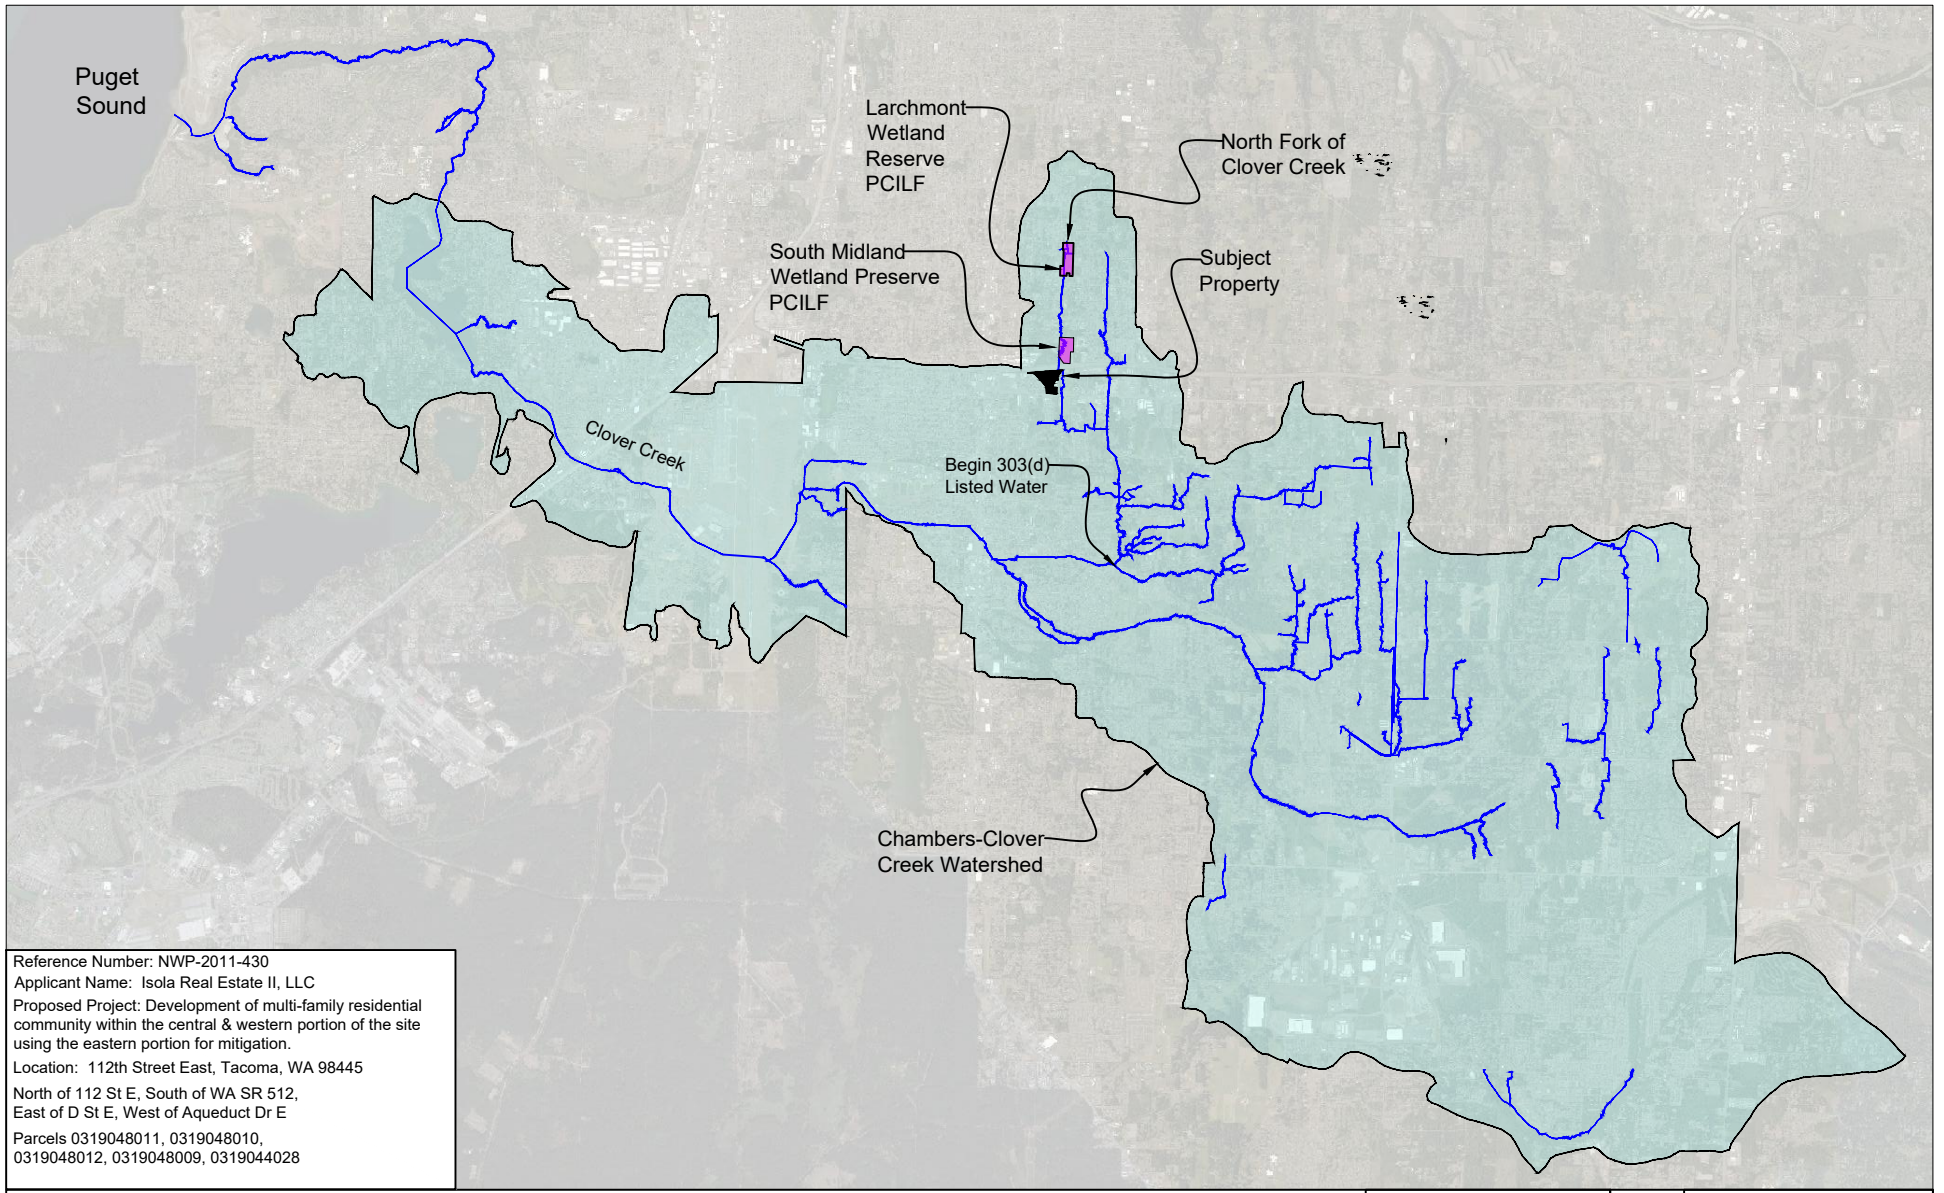 Puget
Sound
Larchmont
Wetland
Reserve
PCILF
North Fork of
Clover Creek
South Midland
Wetland Preserve
PCILF
Subject
Property
Clover Creek
Begin 303(d)
Listed Water
Chambers-Clover
Creek Watershed
Reference Number: NWP-2011-430
Applicant Name: Isola Real Estate II, LLC
Proposed Project: Development of multi-family residential
community within the central & western portion of the site
using the eastern portion for mitigation.
Location: 112th Street East, Tacoma, WA 98445
North of 112 St E, South of WA SR 512,
East of D St E, West of Aqueduct Dr E
Parcels 0319048011, 0319048010,
0319048012, 0319048009, 0319044028